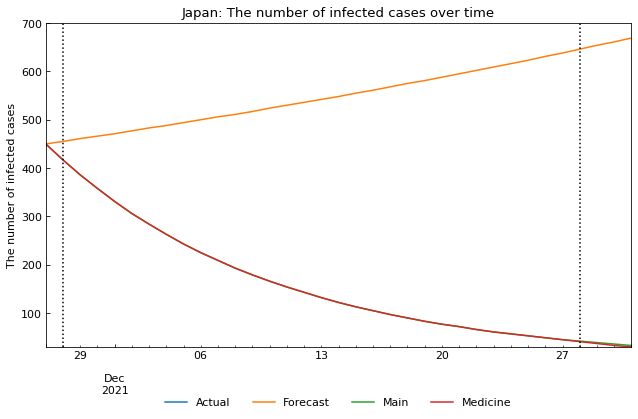 Japan: The number of infected cases over time
The number of infected cases
700
600
500
400
300
200
100
29 06 13 20 27
Dec
2021
Actual Forecast Main Medicine